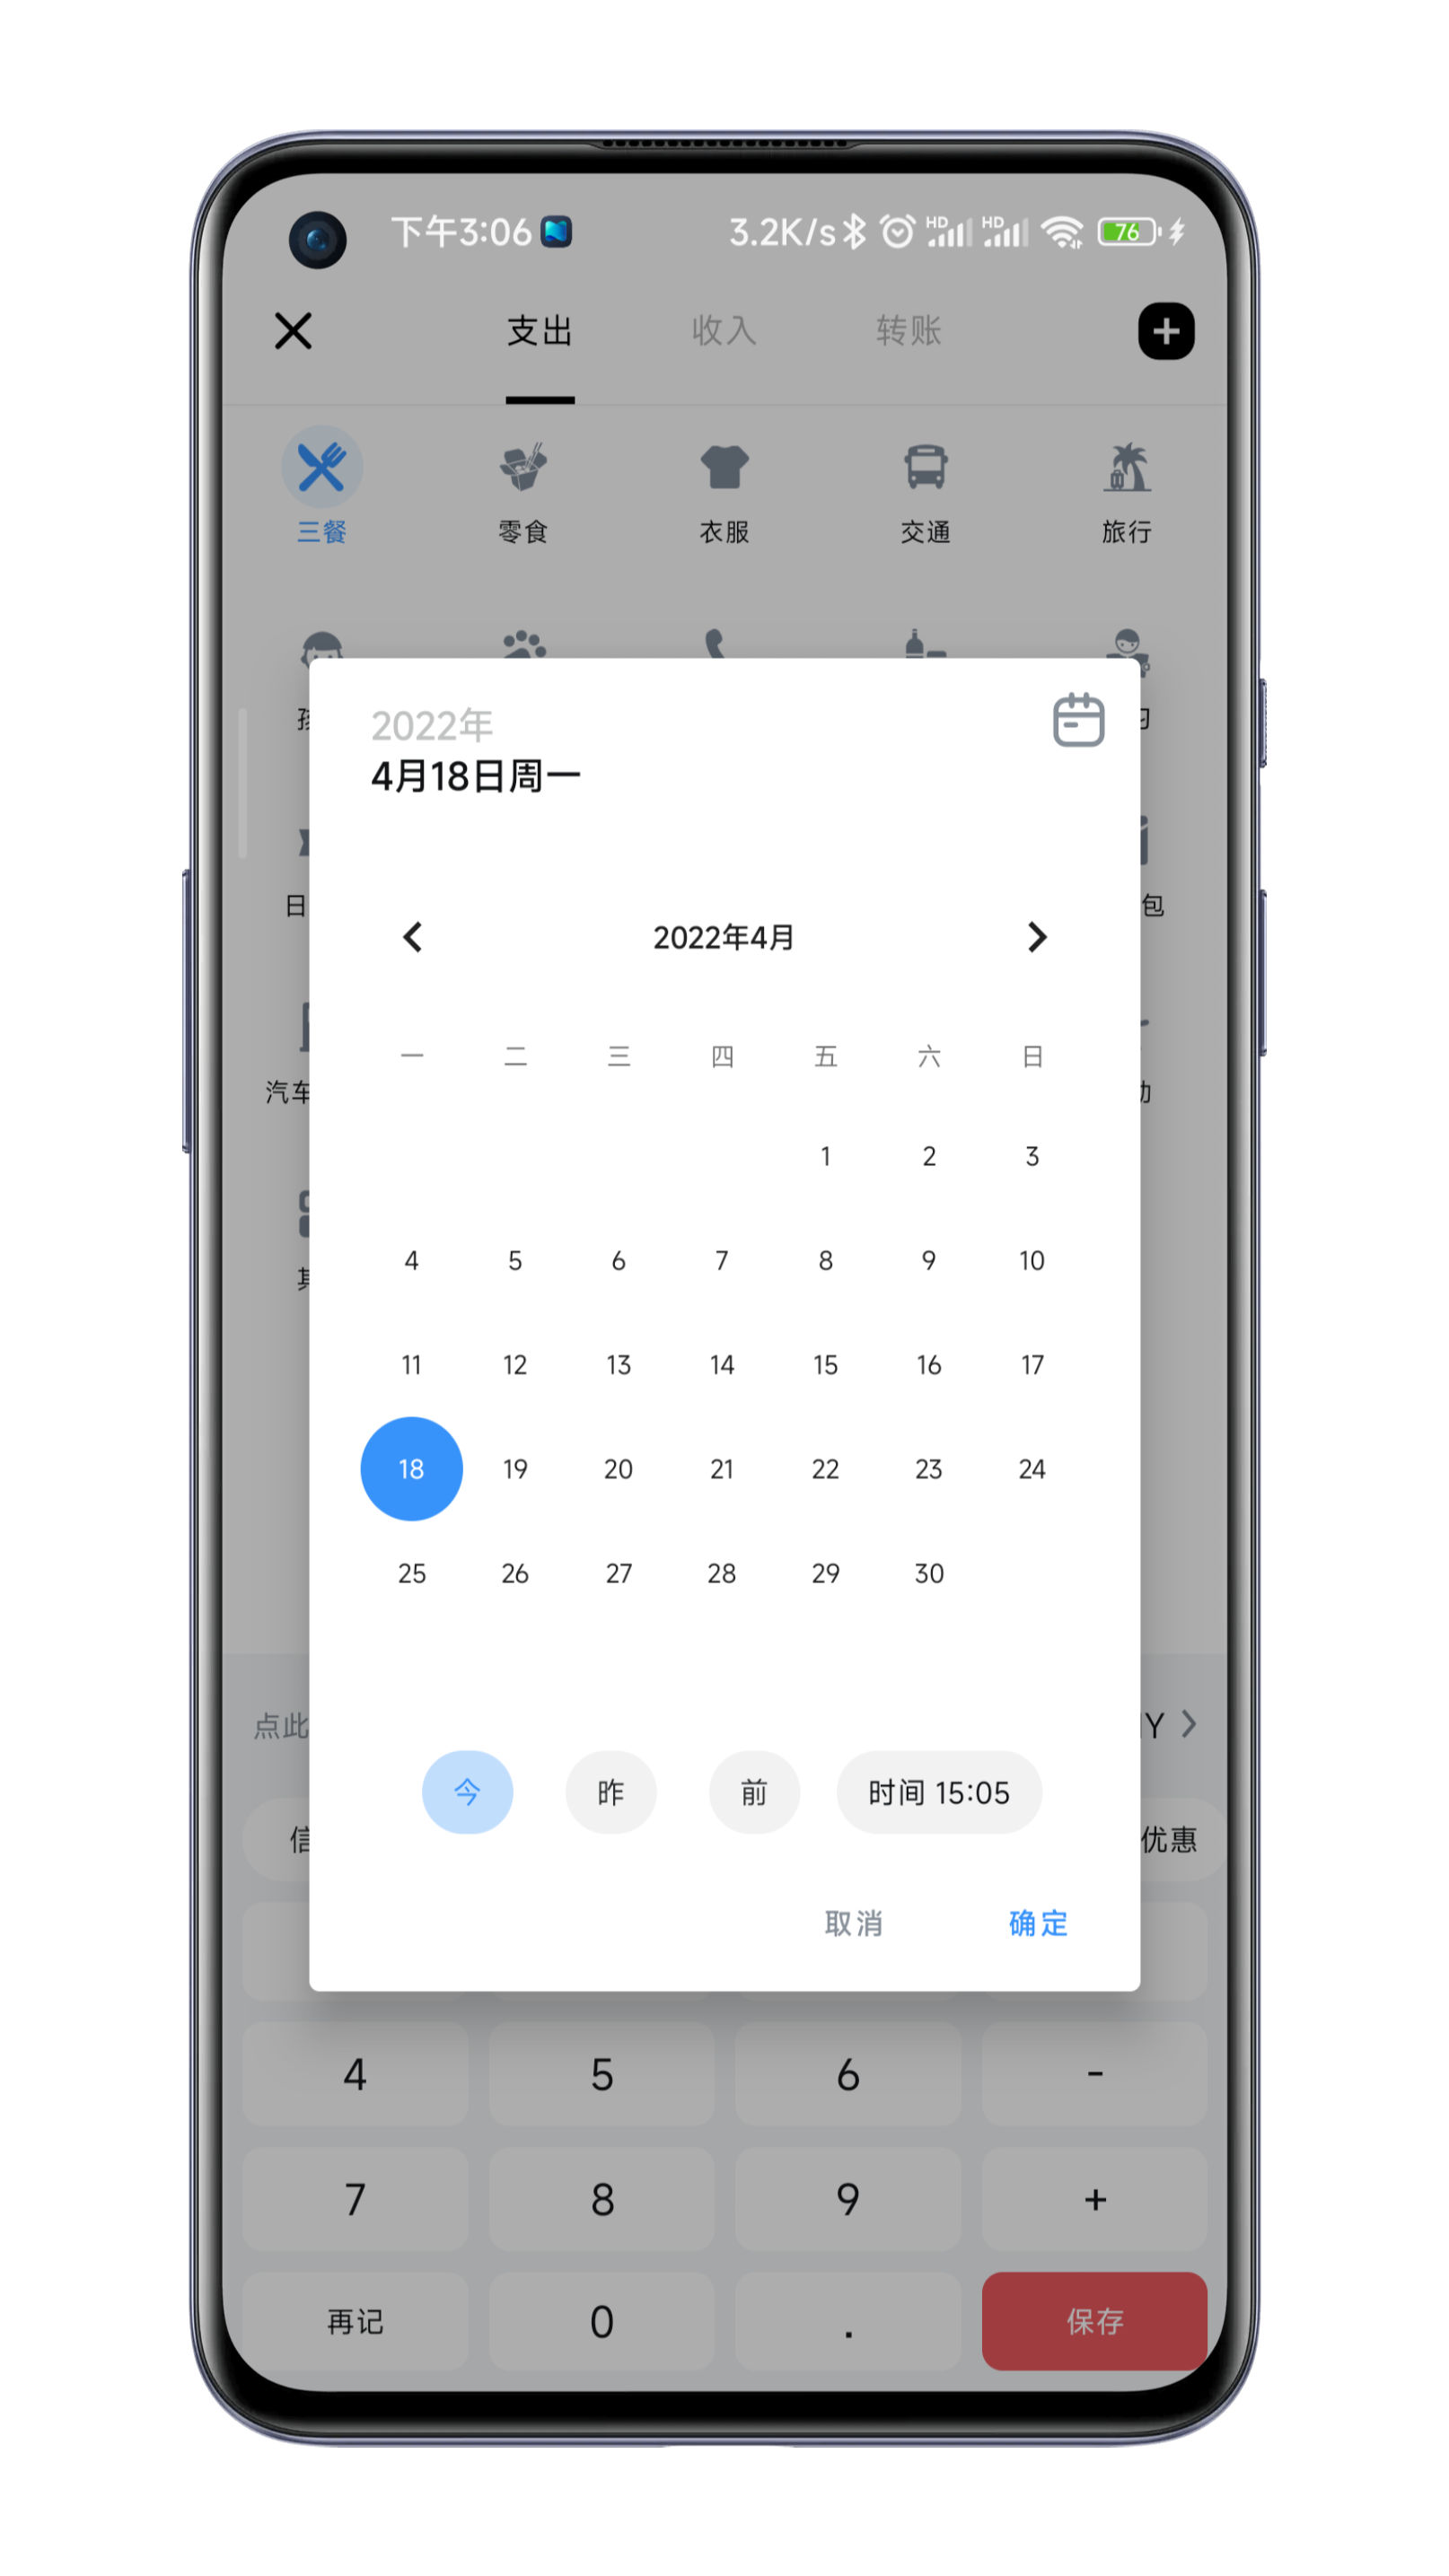 下午3:06
3.2K/s HD HD 76
支出 收入 转账
三餐 零食 衣服 交通 旅行
2022年
4月18日周一
日 包
2022年4月
一 二 三 四 五 六 日
汽车
1 2 3
4 5 6 7 8 9 10
11 12 13 14 15 16 17
18 19 20 21 22 23 24
25 26 27 28 29 30
点此 Y
今 昨 前 时间 15:05
优惠
取消 确定
4 5 6 -
7 8 9 +
再记 0 . 保存